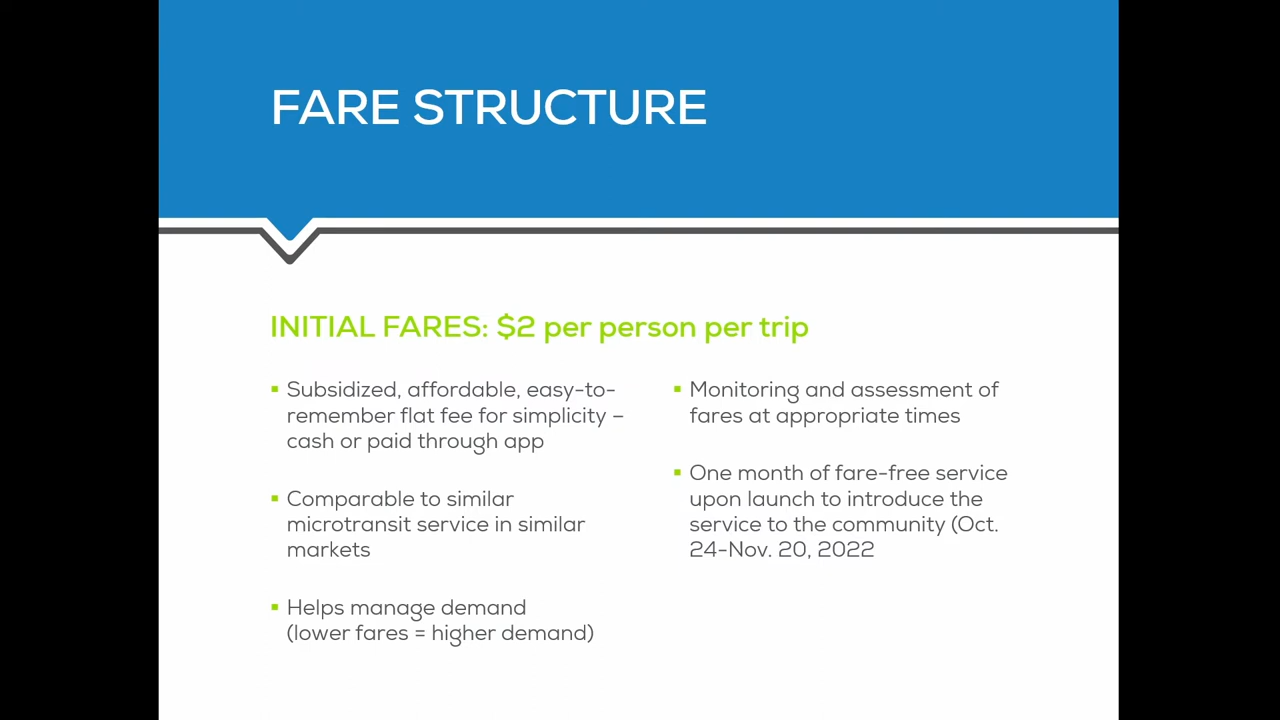 FARE STRUCTURE
INITIAL FARES: $2 per person per trip
▪ Subsidized, affordable, easy-to-
remember flat fee for simplicity –
cash or paid through app
▪ Comparable to similar
microtransit service in similar
markets
▪ Helps manage demand
(lower fares = higher demand)
▪ Monitoring and assessment of
fares at appropriate times
▪ One month of fare-free service
upon launch to introduce the
service to the community (Oct.
24-Nov. 20, 2022